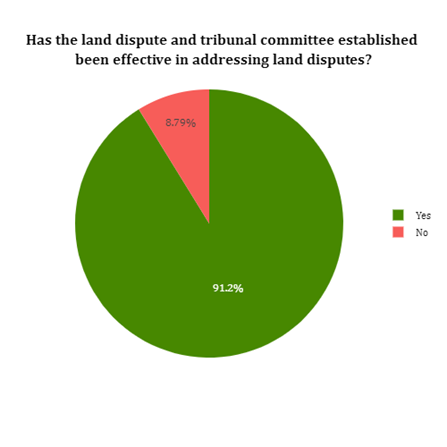 Has the land dispute and tribunal committee established
been effective in addressing land disputes?
8.79%
Yes
No
91.2%